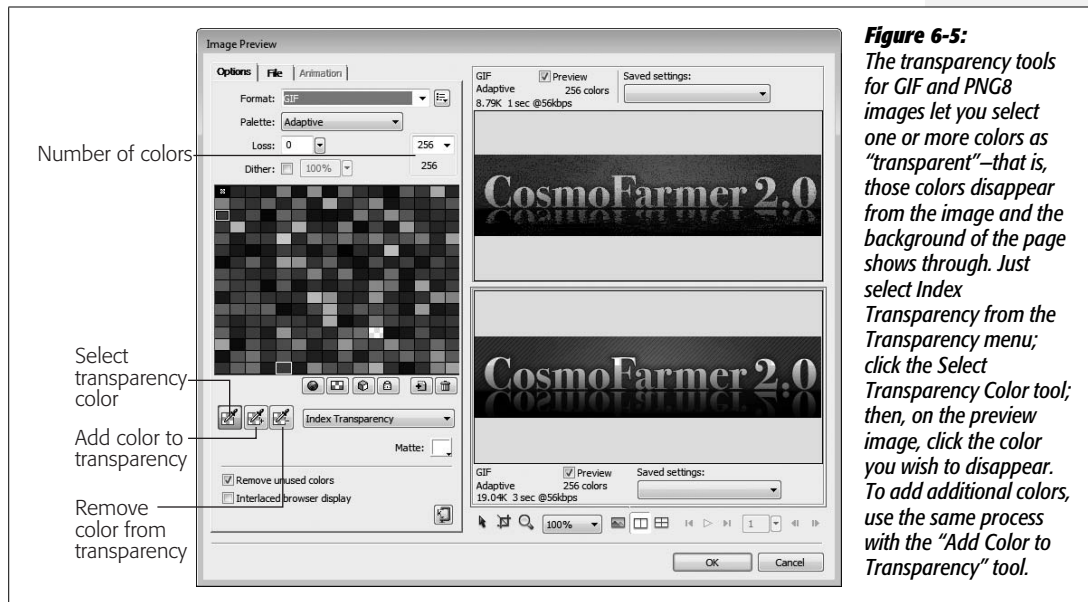 Image Preview
Options
File
Animation
Format: GIF
Palette: Adaptive
Loss: 0
256
Dither: 100%
256
Number of colors
Select
transparency
color
Add color to
transparency
Remove
color from
transparency
Index Transparency
Matte:
Remove unused colors
Interlaced browser display
GIF
Preview
Saved settings:
Adaptive
256 colors
8.79K 1 sec @56kbps
CosmoFarmer 2.0
CosmoFarmer 2.0
GIF
Preview
Saved settings:
Adaptive
256 colors
19.04K 3 sec @56kbps
100%
1
OK
Cancel
Figure 6-5:
The transparency tools
for GIF and PNG8
images let you select
one or more colors as
“transparent”—that is,
those colors disappear
from the image and the
background of the page
shows through. Just
select Index
Transparency from the
Transparency menu;
click the Select
Transparency Color tool;
then, on the preview
image, click the color
you wish to disappear.
To add additional colors,
use the same process
with the “Add Color to
Transparency” tool.